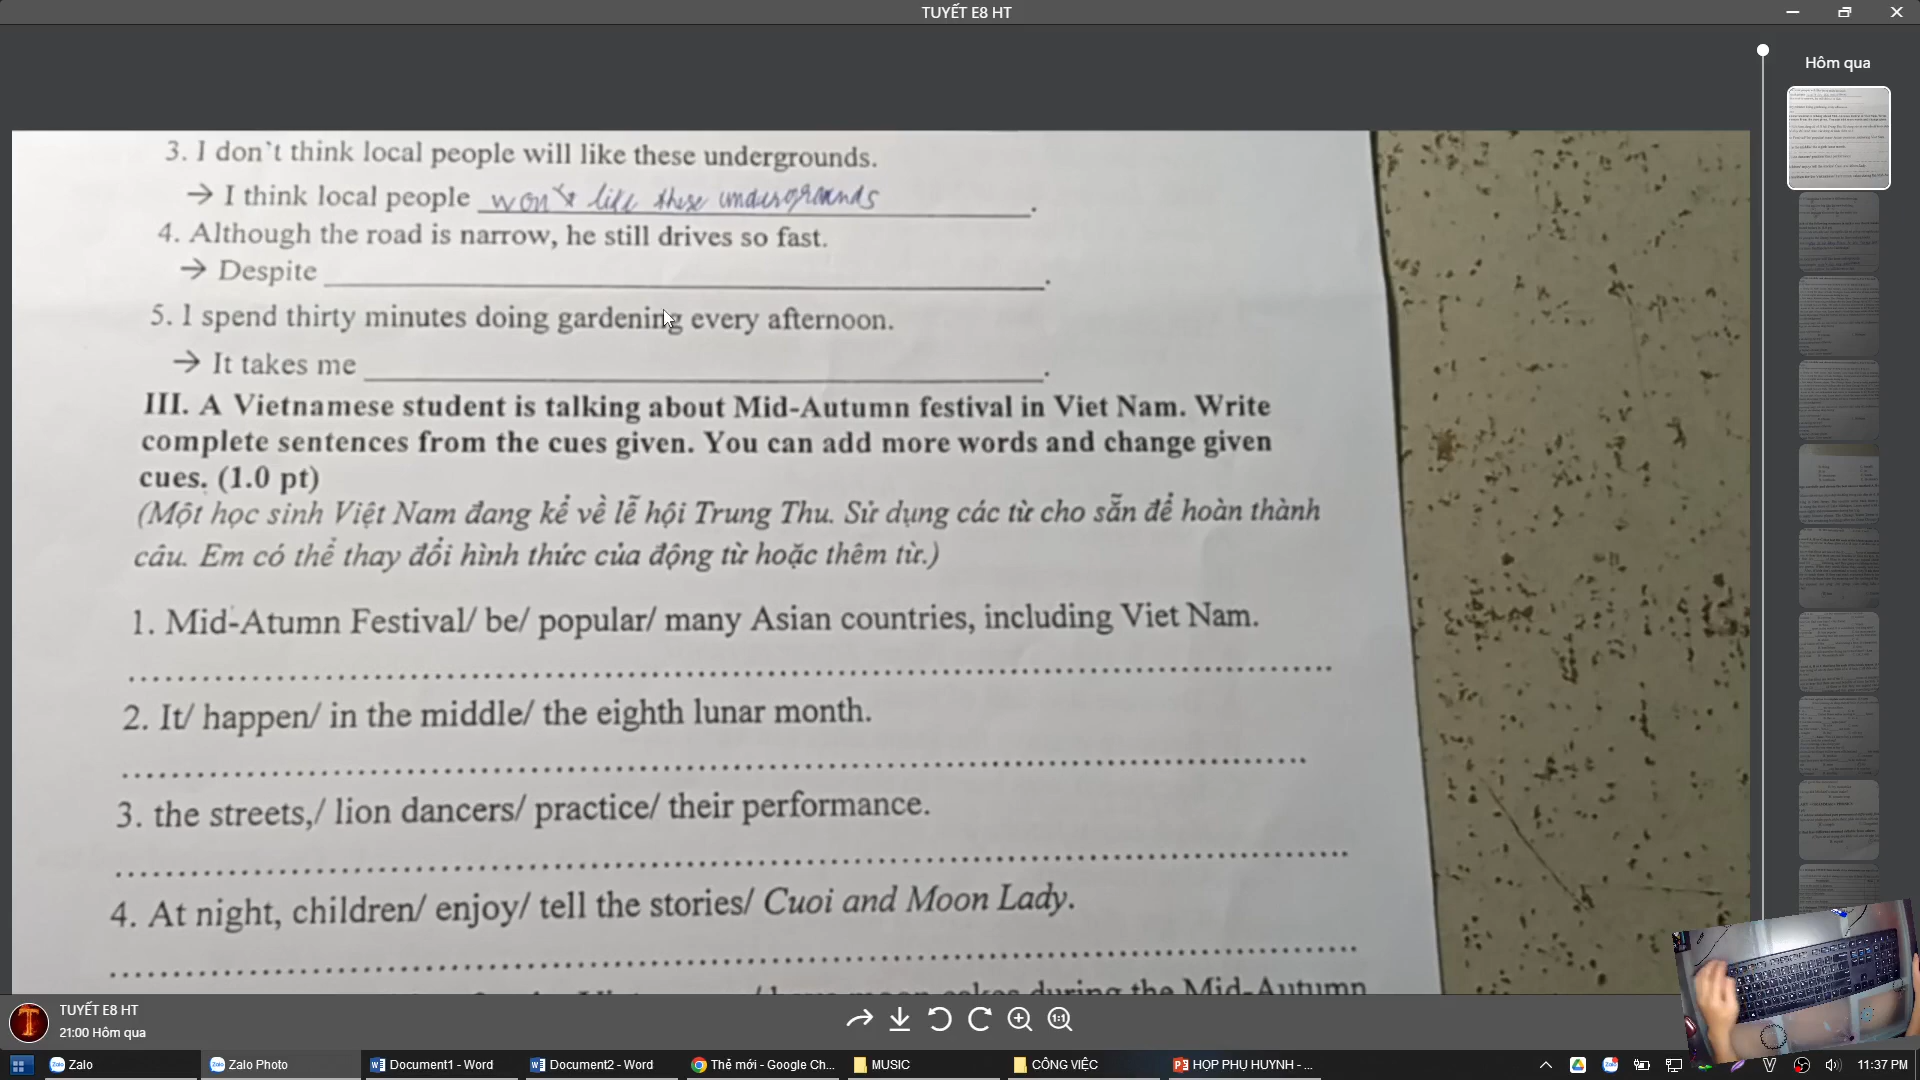 TUYẾT E8 HT
Hôm qua
3. I don't think local people will like these undergrounds.
→ I think local people won't like these undergrounds.
4. Although the road is narrow, he still drives so fast.
→ Despite
5. I spend thirty minutes doing gardening every afternoon.
→ It takes me
III. A Vietnamese student is talking about Mid-Autumn festival in Viet Nam. Write
complete sentences from the cues given. You can add more words and change given
cues. (1.0 pt)
(Một học sinh Việt Nam đang kể về lễ hội Trung Thu. Sử dụng các từ cho sẵn để hoàn thành
câu. Em có thể thay đổi hình thức của động từ hoặc thêm từ.)
1. Mid-Atumn Festival/ be/ popular/ many Asian countries, including Viet Nam.
2. It/ happen/ in the middle/ the eighth lunar month.
3. the streets,/ lion dancers/ practice/ their performance.
4. At night, children/ enjoy/ tell the stories/ Cuoi and Moon Lady.
moon cakes during the Mid-Autumn
TUYẾT E8 HT
21:00 Hôm qua
Zalo
Zalo Photo
Document1 - Word
Document2 - Word
Thẻ mới - Google Ch...
MUSIC
CÔNG VIỆC
HỌP PHỤ HUYNH - ...
11:37 PM